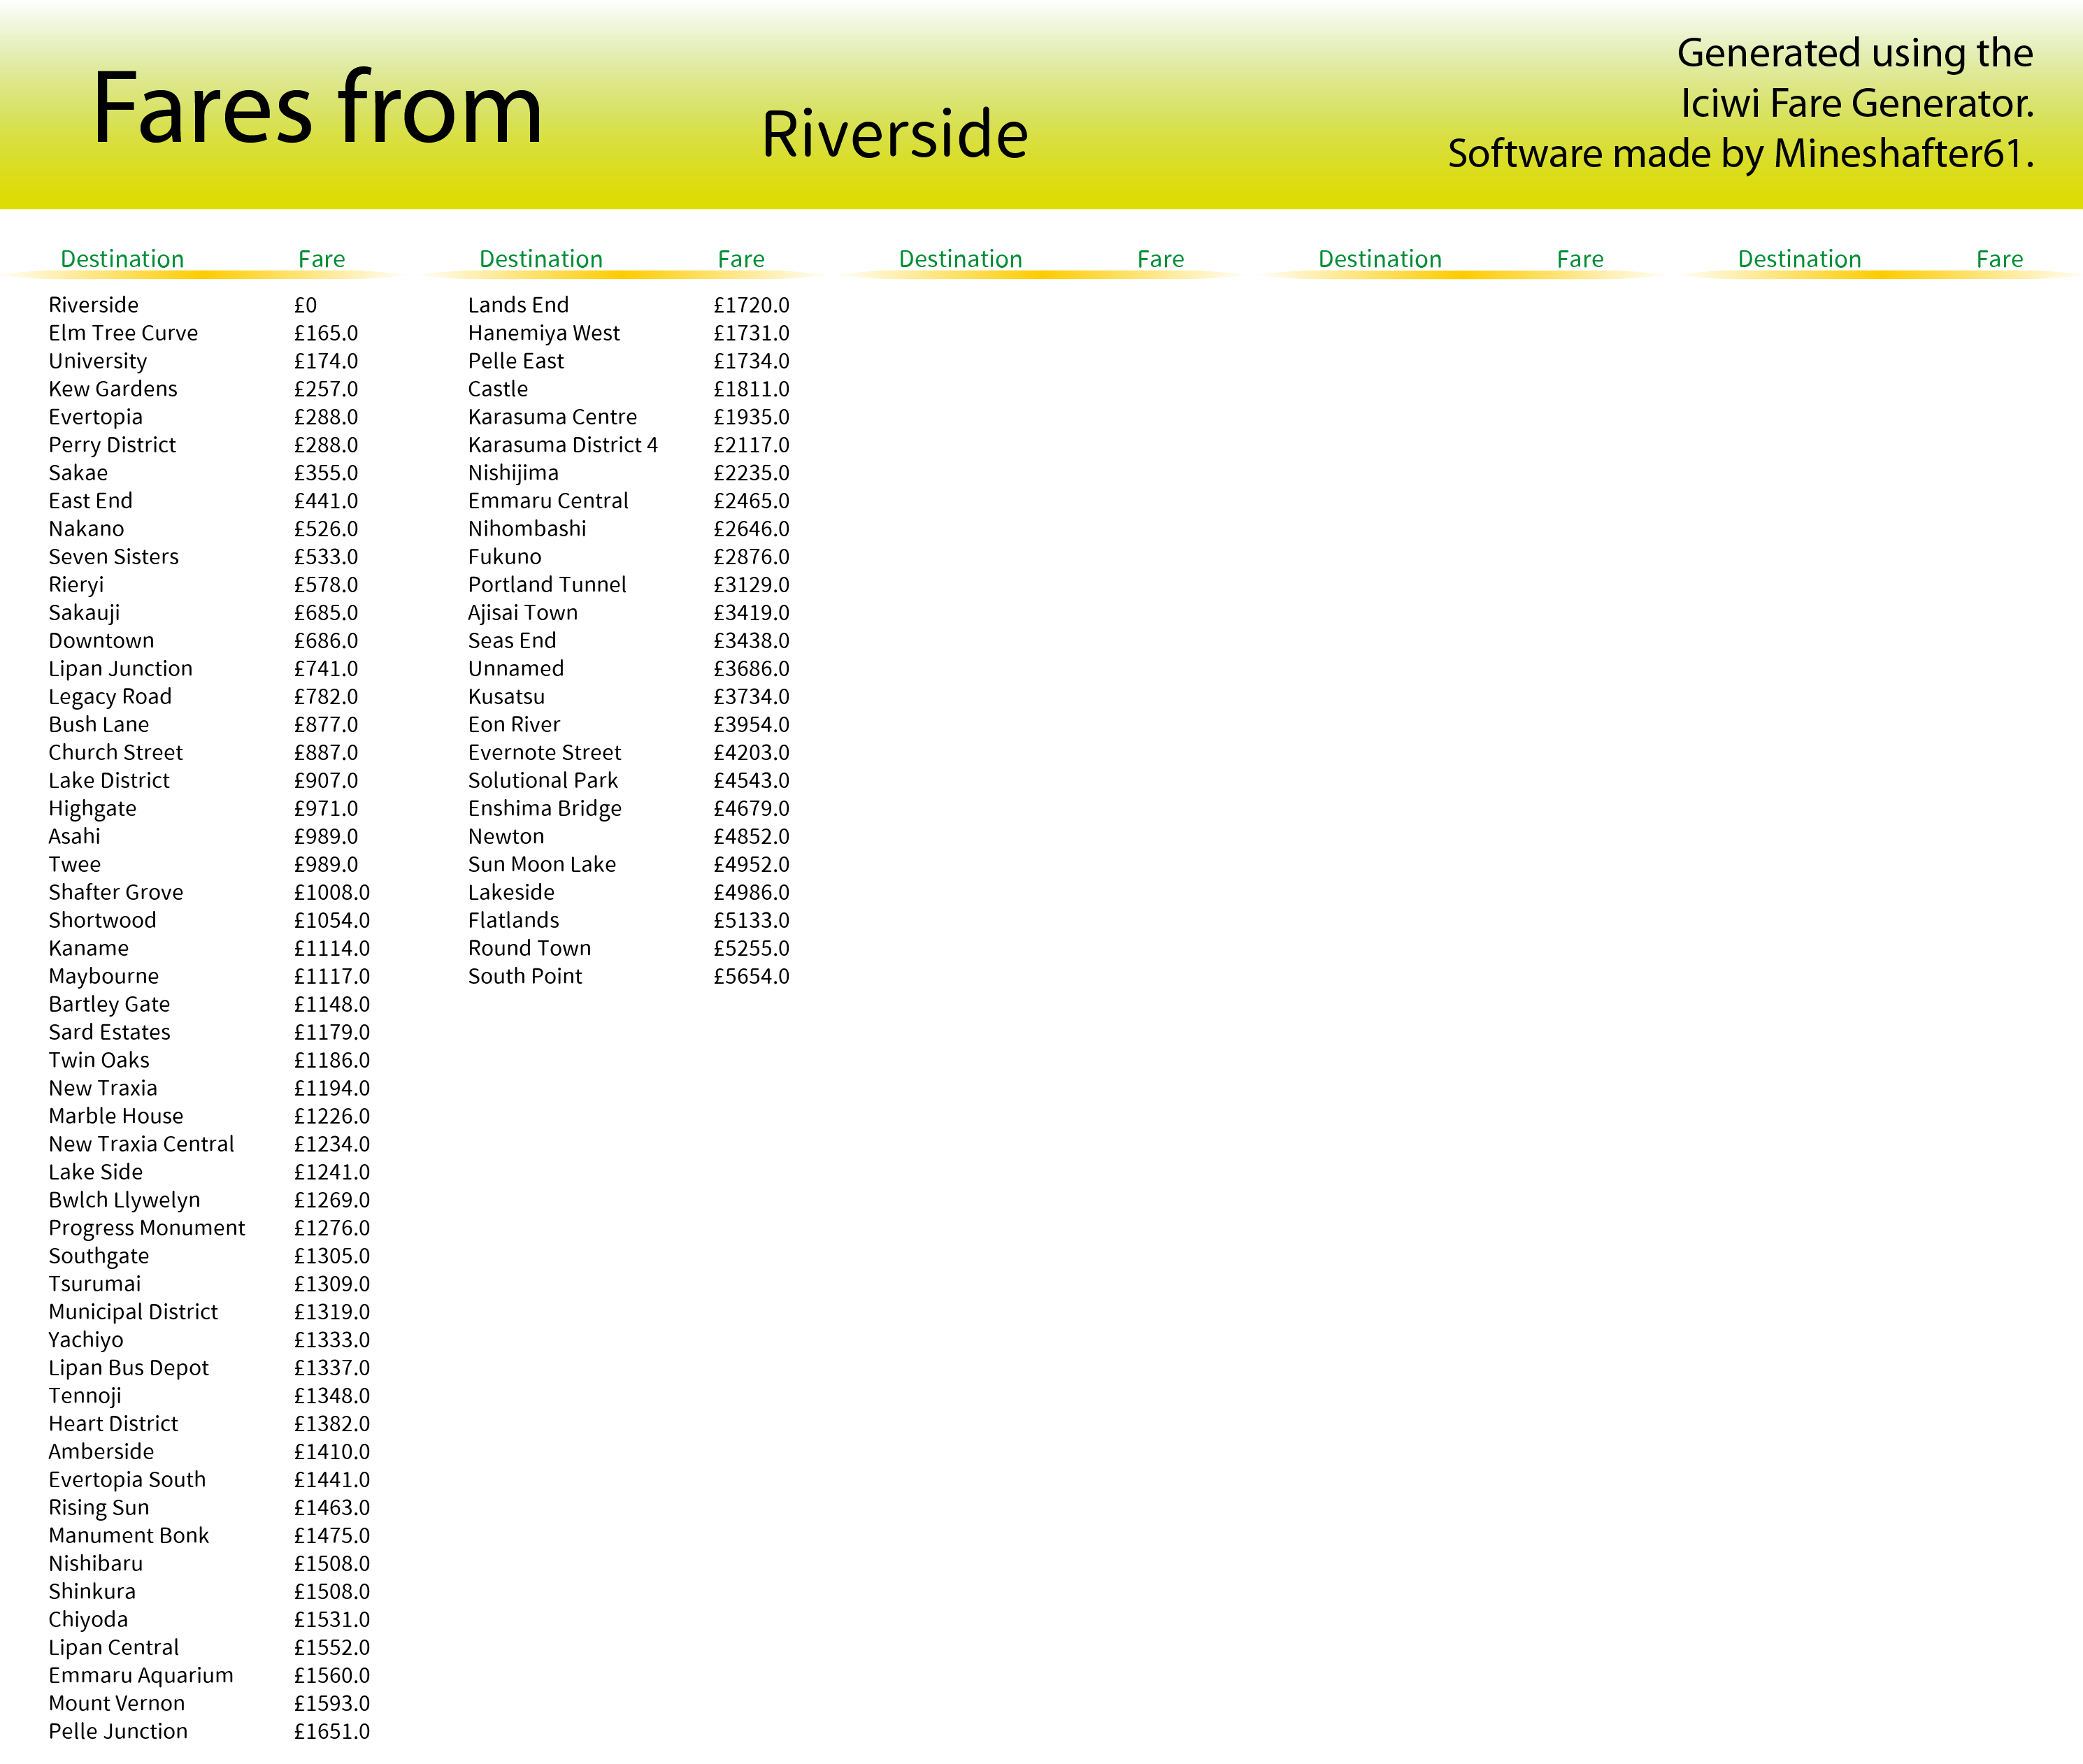 Fares from
Riverside
Generated using the
Iciwi Fare Generator.
Software made by Mineshafter61.
Destination Fare Destination Fare Destination Fare Destination Fare Destination Fare
Riverside £0
Elm Tree Curve £165.0
University £174.0
Kew Gardens £257.0
Evertopia £288.0
Perry District £288.0
Sakae £355.0
East End £441.0
Nakano £526.0
Seven Sisters £533.0
Rieryi £578.0
Sakauji £685.0
Downtown £686.0
Lipan Junction £741.0
Legacy Road £782.0
Bush Lane £877.0
Church Street £887.0
Lake District £907.0
Highgate £971.0
Asahi £989.0
Twee £989.0
Shafter Grove £1008.0
Shortwood £1054.0
Kaname £1114.0
Maybourne £1117.0
Bartley Gate £1148.0
Sard Estates £1179.0
Twin Oaks £1186.0
New Traxia £1194.0
Marble House £1226.0
New Traxia Central £1234.0
Lake Side £1241.0
Bwlch Llywelyn £1269.0
Progress Monument £1276.0
Southgate £1305.0
Tsurumai £1309.0
Municipal District £1319.0
Yachiyo £1333.0
Lipan Bus Depot £1337.0
Tennoji £1348.0
Heart District £1382.0
Amberside £1410.0
Evertopia South £1441.0
Rising Sun £1463.0
Manument Bonk £1475.0
Nishibaru £1508.0
Shinkura £1508.0
Chiyoda £1531.0
Lipan Central £1552.0
Emmaru Aquarium £1560.0
Mount Vernon £1593.0
Pelle Junction £1651.0
Lands End £1720.0
Hanemiya West £1731.0
Pelle East £1734.0
Castle £1811.0
Karasuma Centre £1935.0
Karasuma District 4 £2117.0
Nishijima £2235.0
Emmaru Central £2465.0
Nihombashi £2646.0
Fukuno £2876.0
Portland Tunnel £3129.0
Ajisai Town £3419.0
Seas End £3438.0
Unnamed £3686.0
Kusatsu £3734.0
Eon River £3954.0
Evernote Street £4203.0
Solutional Park £4543.0
Enshima Bridge £4679.0
Newton £4852.0
Sun Moon Lake £4952.0
Lakeside £4986.0
Flatlands £5133.0
Round Town £5255.0
South Point £5654.0